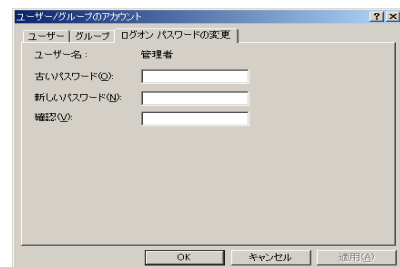 ユーザー/グループのアカウント
ユーザー グループ ログオン パスワードの変更
ユーザー名: 管理者
古いパスワード(O):
新しいパスワード(N):
確認(V):
OK キャンセル 適用(A)